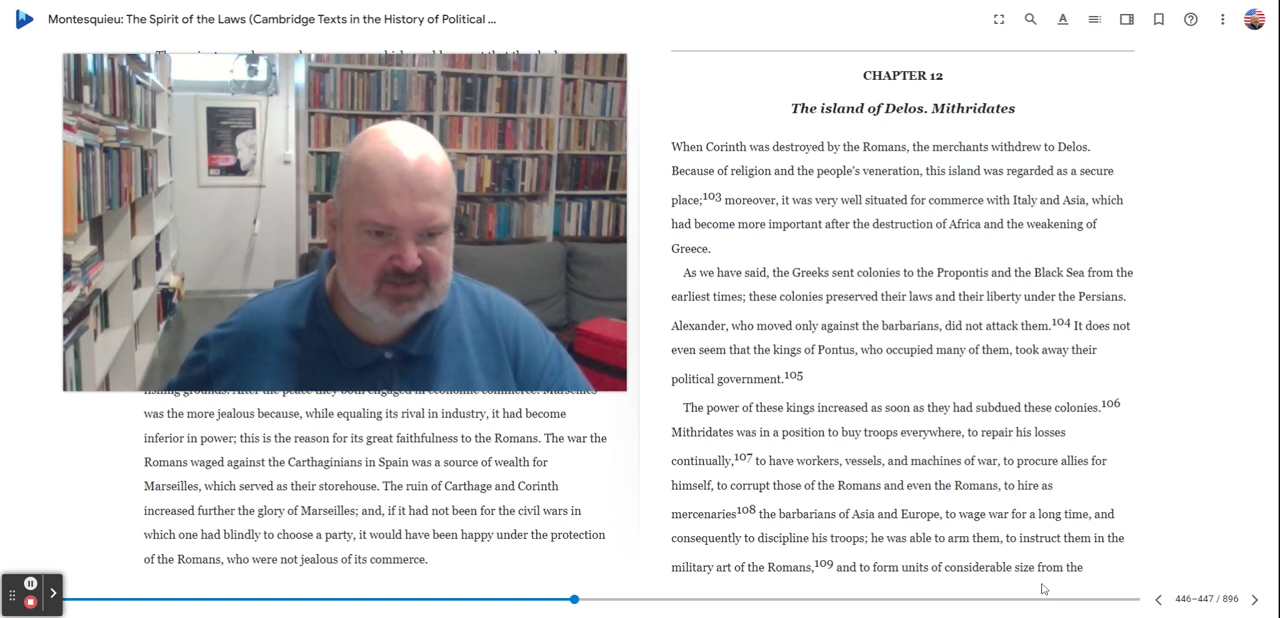 Montesquieu: The Spirit of the Laws (Cambridge Texts in the History of Political ...
was the more jealous because, while equaling its rival in industry, it had become
inferior in power; this is the reason for its great faithfulness to the Romans. The war the
Romans waged against the Carthaginians in Spain was a source of wealth for
Marseilles, which served as their storehouse. The ruin of Carthage and Corinth
increased further the glory of Marseilles; and, if it had not been for the civil wars in
which one had blindly to choose a party, it would have been happy under the protection
of the Romans, who were not jealous of its commerce.
CHAPTER 12
The island of Delos. Mithridates
When Corinth was destroyed by the Romans, the merchants withdrew to Delos.
Because of religion and the people's veneration, this island was regarded as a secure
place;103 moreover, it was very well situated for commerce with Italy and Asia, which
had become more important after the destruction of Africa and the weakening of
Greece.
As we have said, the Greeks sent colonies to the Propontis and the Black Sea from the
earliest times; these colonies preserved their laws and their liberty under the Persians.
Alexander, who moved only against the barbarians, did not attack them.104 It does not
even seem that the kings of Pontus, who occupied many of them, took away their
political government.105
The power of these kings increased as soon as they had subdued these colonies.106
Mithridates was in a position to buy troops everywhere, to repair his losses
continually,107 to have workers, vessels, and machines of war, to procure allies for
himself, to corrupt those of the Romans and even the Romans, to hire as
mercenaries108 the barbarians of Asia and Europe, to wage war for a long time, and
consequently to discipline his troops; he was able to arm them, to instruct them in the
military art of the Romans,109 and to form units of considerable size from the
446–447 / 896